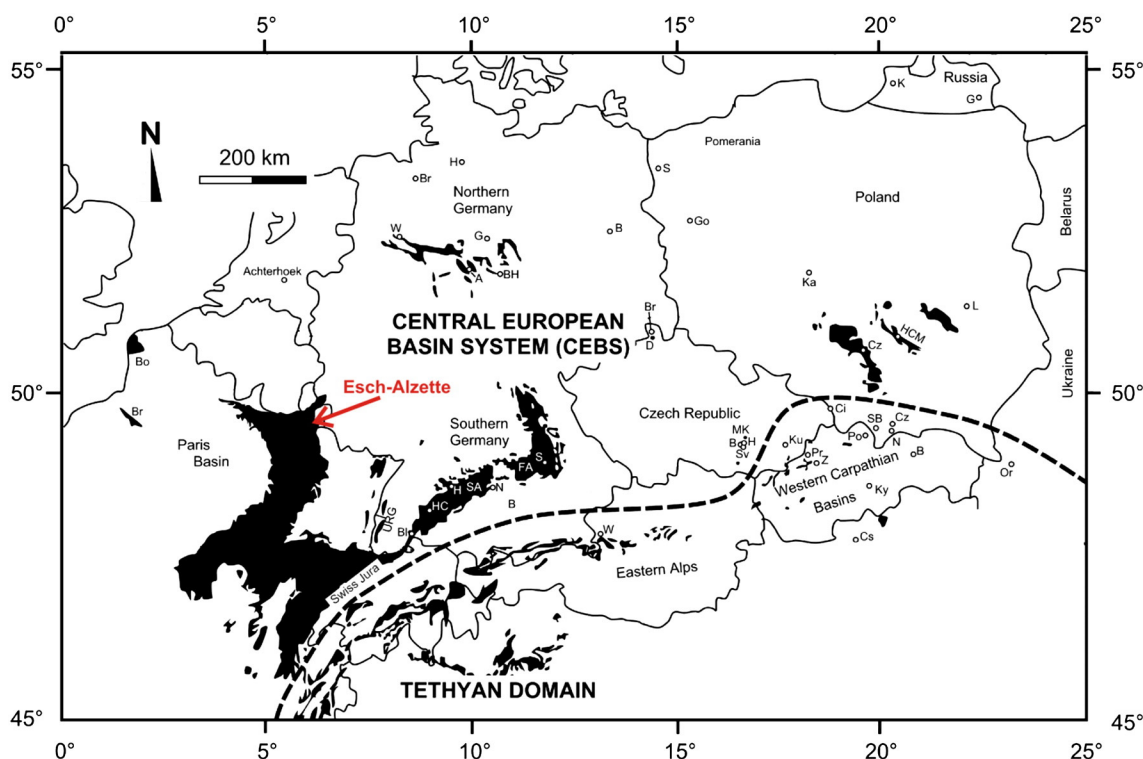 0° 5° 10° 15° 20° 25°
55° 55°
K Russia
G
N
Pomerania
200 km
H
S
Br
Northern
Germany
Poland
Belarus
W G
B Go
Achterhoek
A BH
Ka
Br
L
CENTRAL EUROPEAN
BASIN SYSTEM (CEBS)
D
HCM
Cz
Bo
Ukraine
50° 50°
Esch-Alzette
Br
Southern
Germany
Czech Republic
Ci
SB Cz
Paris
Basin
MK
B H
Sv
Ku
Po
N
Pr
Z
B
S
FA
Western Carpathian
Basins
Or
H SA N
HC
B
Ky
URG
Bl
W
Cs
Swiss Jura
Eastern Alps
TETHYAN DOMAIN
45° 45°
0° 5° 10° 15° 20° 25°